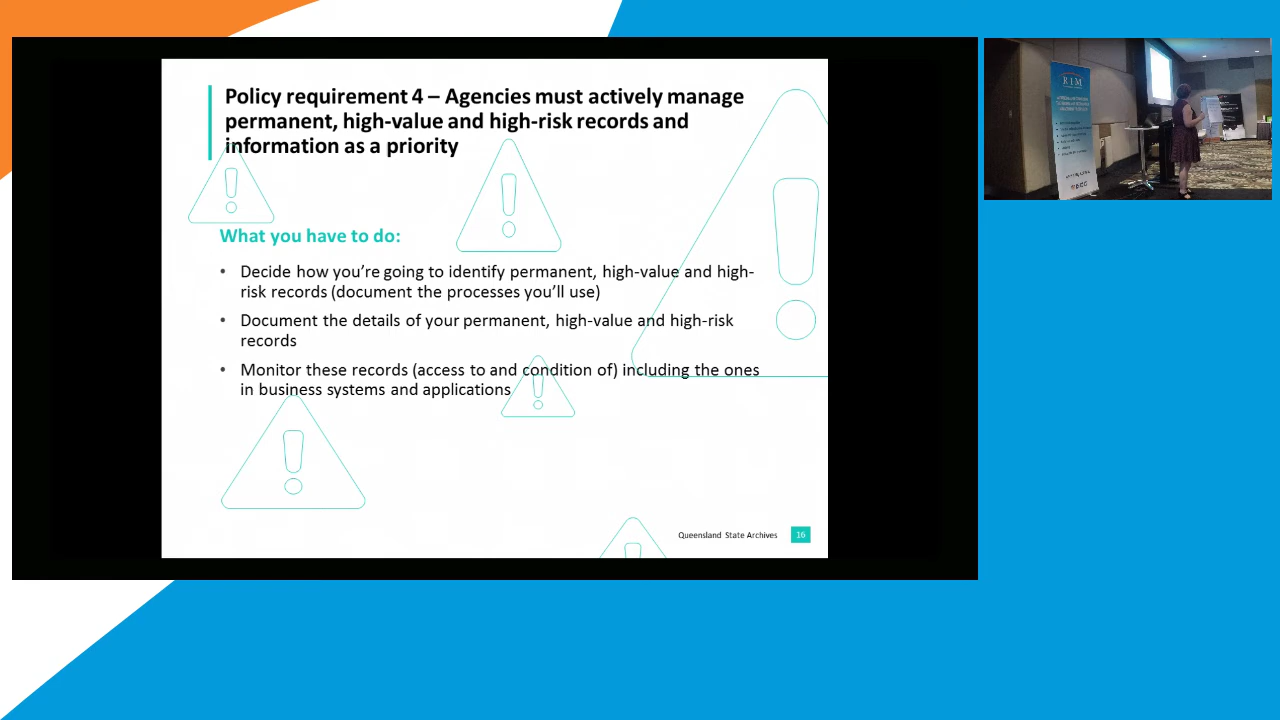 Policy requirement 4 – Agencies must actively manage
permanent, high-value and high-risk records and
information as a priority
What you have to do:
• Decide how you're going to identify permanent, high-value and high-
risk records (document the processes you'll use)
• Document the details of your permanent, high-value and high-risk
records
• Monitor these records (access to and condition of) including the ones
in business systems and applications
Queensland State Archives 16
RIM